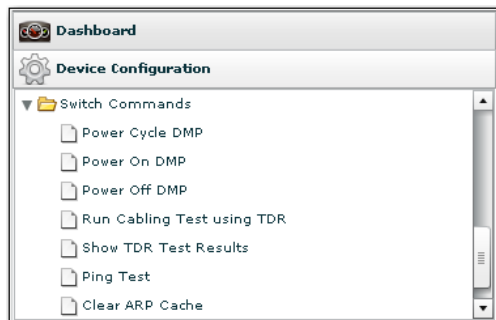 Dashboard
Device Configuration
Switch Commands
Power Cycle DMP
Power On DMP
Power Off DMP
Run Cabling Test using TDR
Show TDR Test Results
Ping Test
Clear ARP Cache